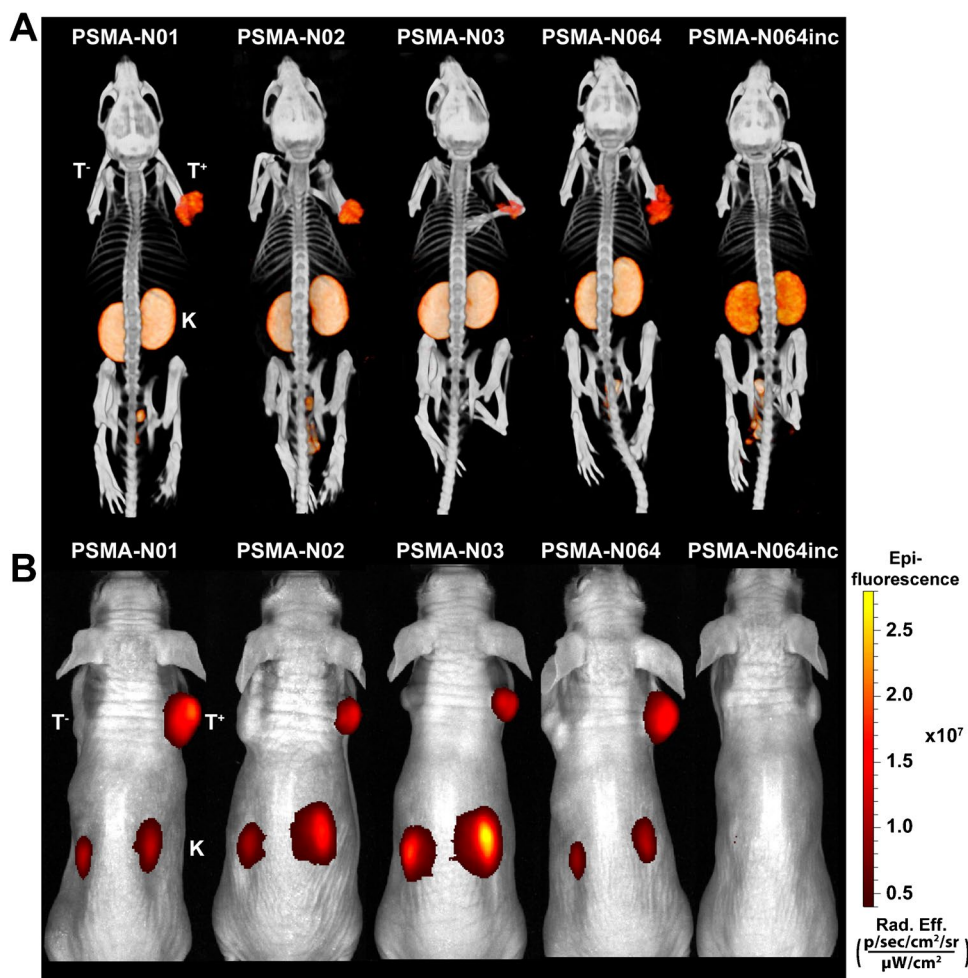 A
PSMA-N01 PSMA-N02 PSMA-N03 PSMA-N064 PSMA-N064inc
T⁻ T⁺
K
B
PSMA-N01 PSMA-N02 PSMA-N03 PSMA-N064 PSMA-N064inc
Epi-
fluorescence
2.5
2.0
T⁻ T⁺
x10⁷
1.5
1.0
K
0.5
Rad. Eff.
(p/sec/cm²/sr
µW/cm²)